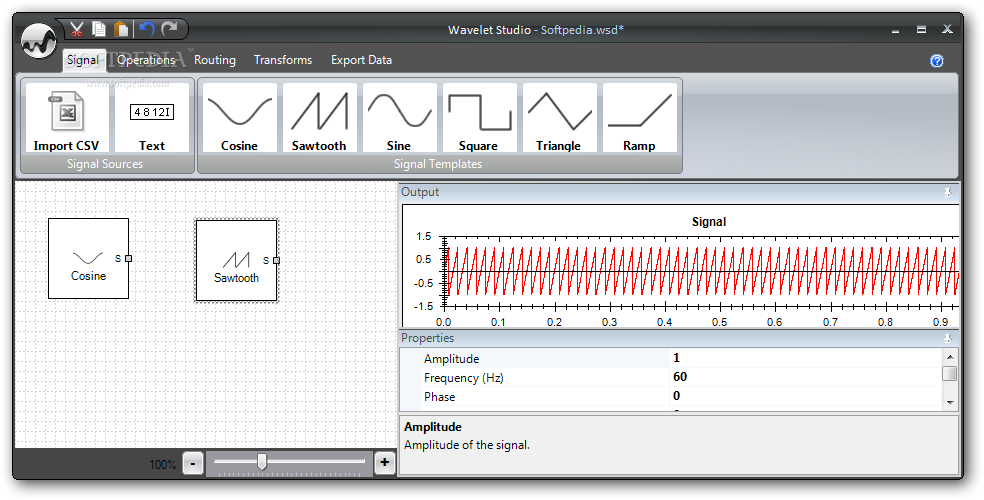 Wavelet Studio - Softpedia.wsd*
SOFTPEDIA™
www.softpedia.com
Signal Operations Routing Transforms Export Data
4 8 12I
Import CSV Text Cosine Sawtooth Sine Square Triangle Ramp
Signal Sources Signal Templates
Output
Signal
1.5
0.5
-0.5
-1.5
0.0 0.1 0.2 0.3 0.4 0.5 0.6 0.7 0.8 0.9
S
Cosine
S
Sawtooth
Properties
Amplitude 1
Frequency (Hz) 60
Phase 0
Amplitude
Amplitude of the signal.
100% - +